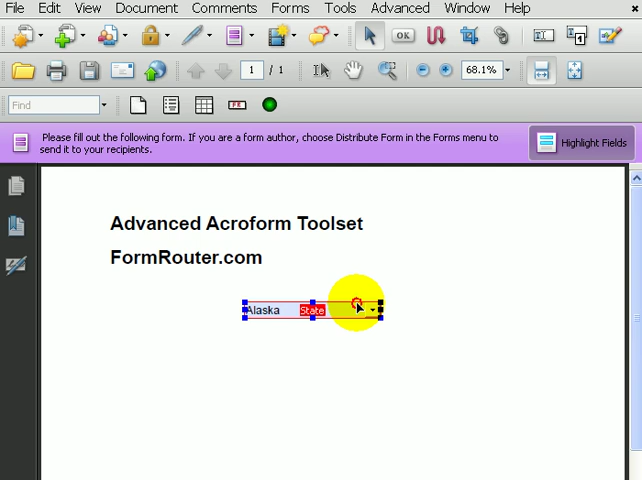 File Edit View Document Comments Forms Tools Advanced Window Help
OK
1 / 1 68.1%
Find
Please fill out the following form. If you are a form author, choose Distribute Form in the Forms menu to
send it to your recipients.
Highlight Fields
Advanced Acroform Toolset
FormRouter.com
Alaska State